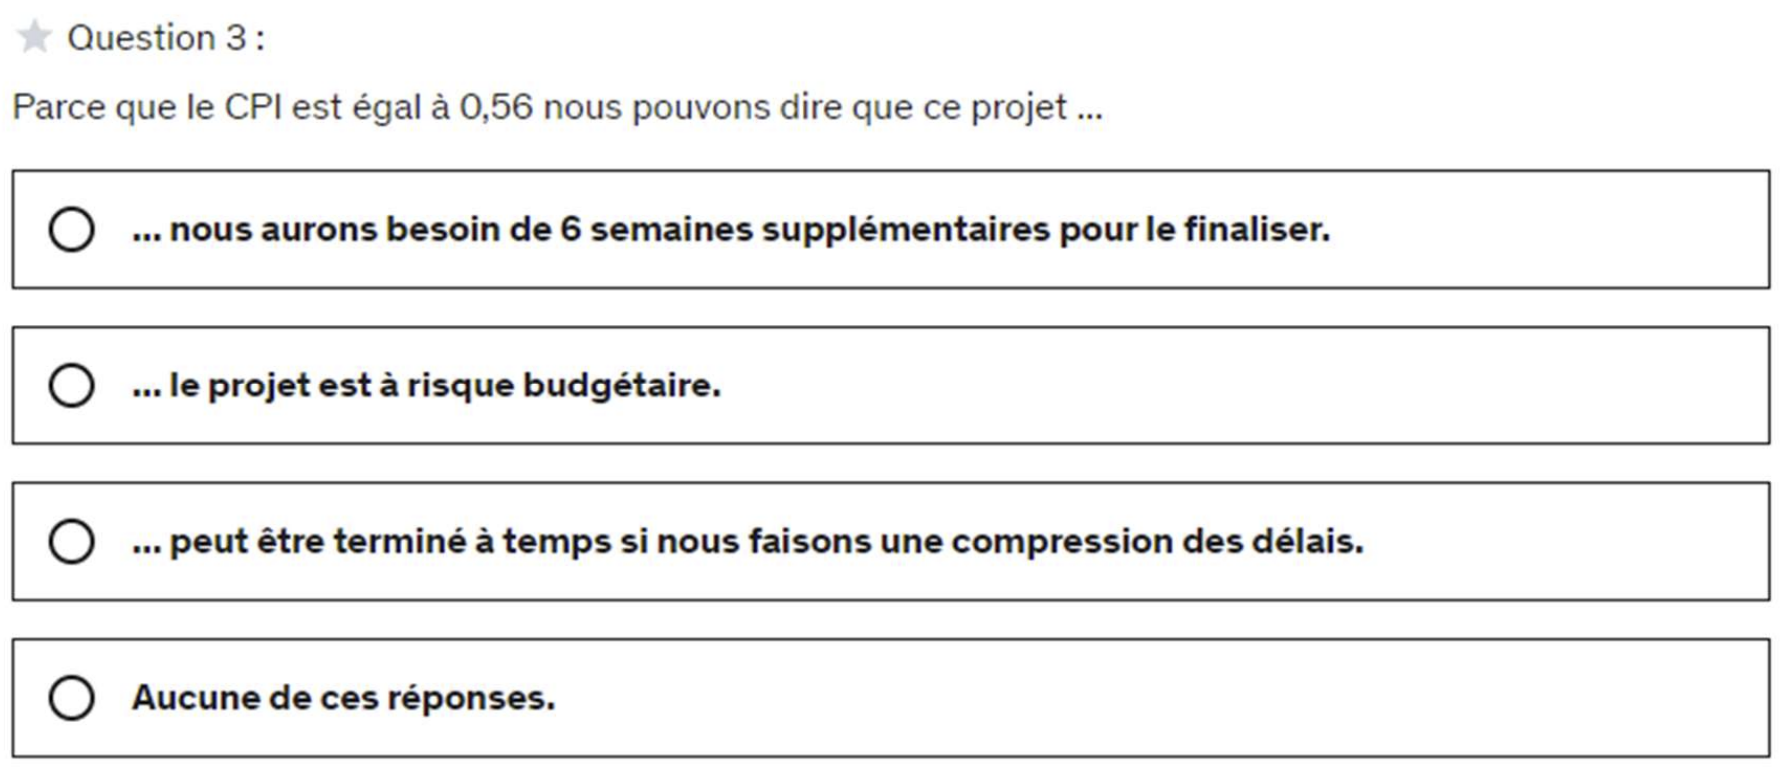 Question 3 :
Parce que le CPI est égal à 0,56 nous pouvons dire que ce projet ...
... nous aurons besoin de 6 semaines supplémentaires pour le finaliser.
... le projet est à risque budgétaire.
... peut être terminé à temps si nous faisons une compression des délais.
Aucune de ces réponses.